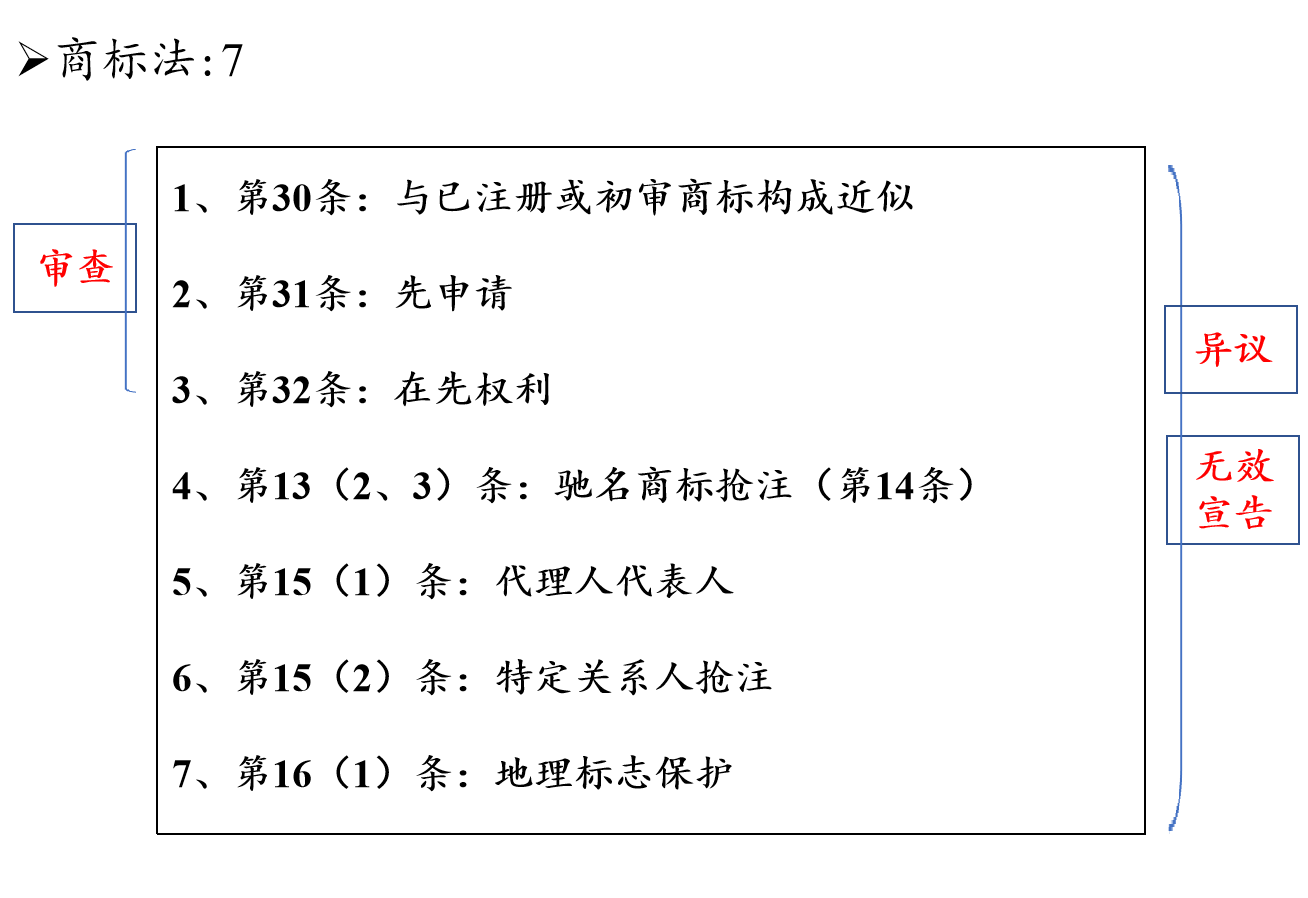 ➢商标法:7
审查
1、第30条：与已注册或初审商标构成近似
2、第31条：先申请
3、第32条：在先权利
4、第13（2、3）条：驰名商标抢注（第14条）
5、第15（1）条：代理人代表人
6、第15（2）条：特定关系人抢注
7、第16（1）条：地理标志保护
异议
无效
宣告